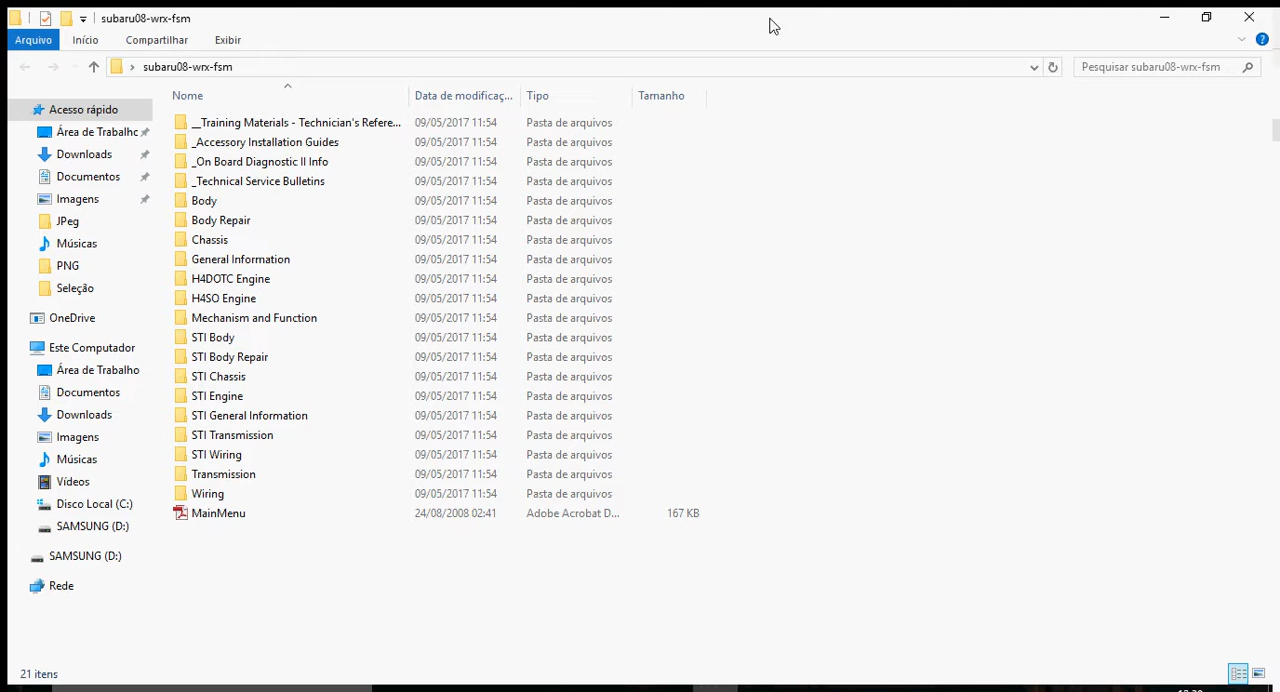 subaru08-wrx-fsm
Arquivo Início Compartilhar Exibir
subaru08-wrx-fsm Pesquisar subaru08-wrx-fsm
Nome Data de modificaç... Tipo Tamanho
Acesso rápido
Área de Trabalhc
Downloads
Documentos
Imagens
JPeg
Músicas
PNG
Seleção
OneDrive
Este Computador
Área de Trabalho
Documentos
Downloads
Imagens
Músicas
Vídeos
Disco Local (C:)
SAMSUNG (D:)
SAMSUNG (D:)
Rede
__Training Materials - Technician's Refere... 09/05/2017 11:54 Pasta de arquivos
_Accessory Installation Guides 09/05/2017 11:54 Pasta de arquivos
_On Board Diagnostic II Info 09/05/2017 11:54 Pasta de arquivos
_Technical Service Bulletins 09/05/2017 11:54 Pasta de arquivos
Body 09/05/2017 11:54 Pasta de arquivos
Body Repair 09/05/2017 11:54 Pasta de arquivos
Chassis 09/05/2017 11:54 Pasta de arquivos
General Information 09/05/2017 11:54 Pasta de arquivos
H4DOTC Engine 09/05/2017 11:54 Pasta de arquivos
H4SO Engine 09/05/2017 11:54 Pasta de arquivos
Mechanism and Function 09/05/2017 11:54 Pasta de arquivos
STI Body 09/05/2017 11:54 Pasta de arquivos
STI Body Repair 09/05/2017 11:54 Pasta de arquivos
STI Chassis 09/05/2017 11:54 Pasta de arquivos
STI Engine 09/05/2017 11:54 Pasta de arquivos
STI General Information 09/05/2017 11:54 Pasta de arquivos
STI Transmission 09/05/2017 11:54 Pasta de arquivos
STI Wiring 09/05/2017 11:54 Pasta de arquivos
Transmission 09/05/2017 11:54 Pasta de arquivos
Wiring 09/05/2017 11:54 Pasta de arquivos
MainMenu 24/08/2008 02:41 Adobe Acrobat D... 167 KB
21 itens